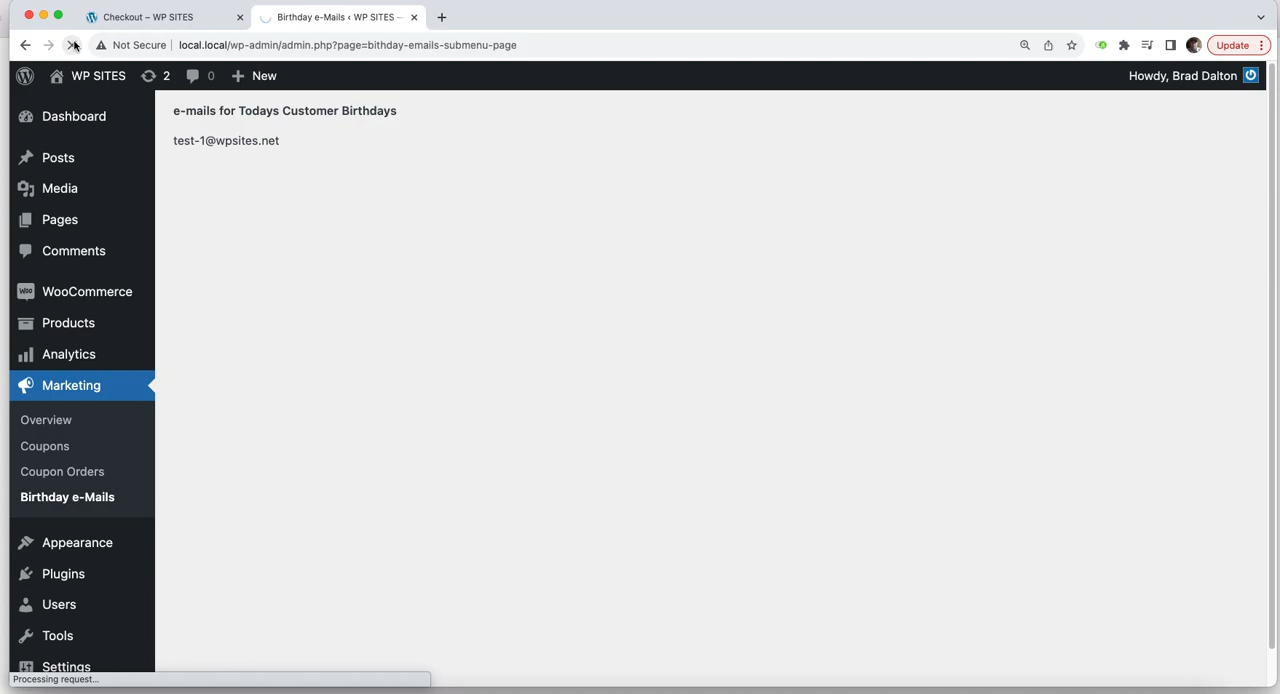 Checkout – WP SITES
Birthday e-Mails ‹ WP SITES —
Not Secure
local.local/wp-admin/admin.php?page=bithday-emails-submenu-page
Update
WP SITES
2
0
New
Howdy, Brad Dalton
Dashboard
Posts
Media
Pages
Comments
WooCommerce
Products
Analytics
Marketing
Overview
Coupons
Coupon Orders
Birthday e-Mails
Appearance
Plugins
Users
Tools
Settings
Processing request...
e-mails for Todays Customer Birthdays
test-1@wpsites.net